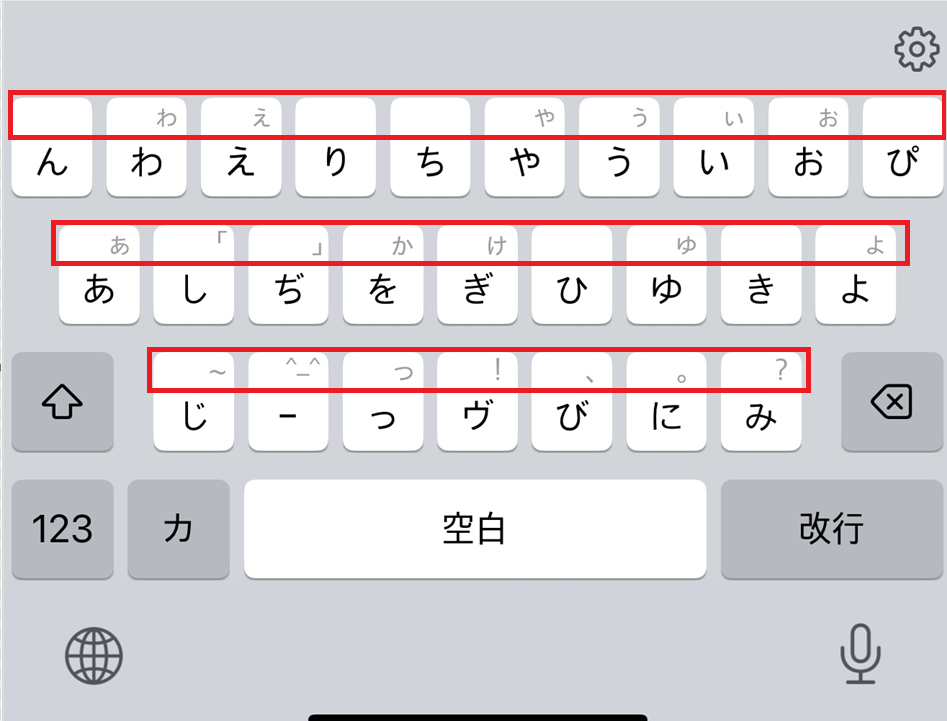 わ え や う い お
ん わ え り ち や う い お ぴ
あ 「 」 か け ゆ よ
あ し ぢ を ぎ ひ ゆ き よ
~ ^_^ っ ! 、 。 ?
じ ー っ ヴ び に み
123 カ 空白 改行